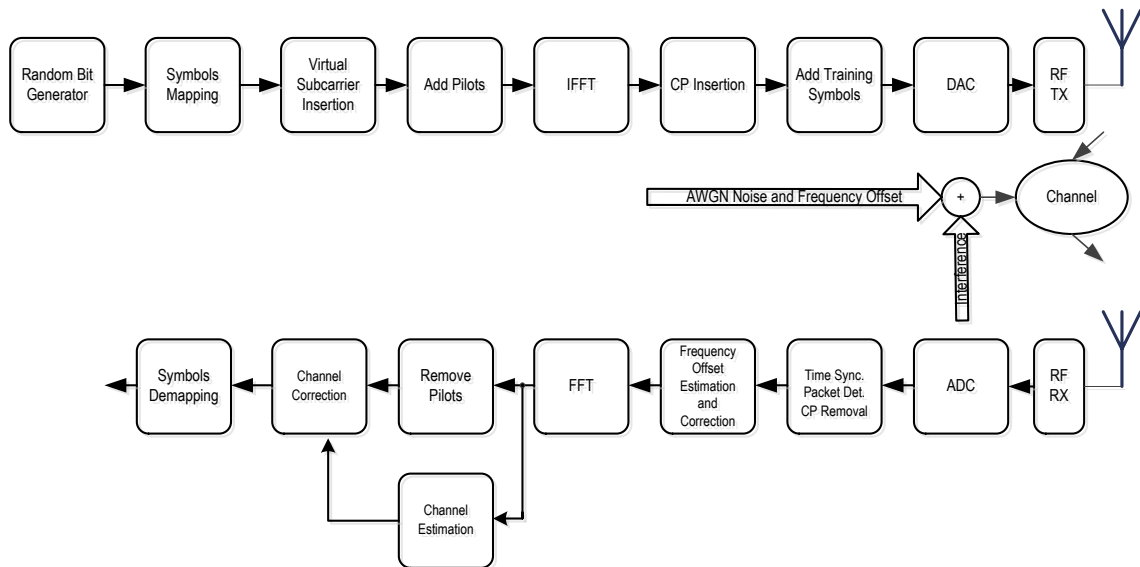 Random Bit
Generator
Symbols
Mapping
Virtual
Subcarrier
Insertion
Add Pilots
IFFT
CP Insertion
Add Training
Symbols
DAC
RF
TX
AWGN Noise and Frequency Offset
+
Channel
Interference
Symbols
Demapping
Channel
Correction
Remove
Pilots
FFT
Frequency
Offset
Estimation
and
Correction
Time Sync.
Packet Det.
CP Removal
ADC
RF
RX
Channel
Estimation